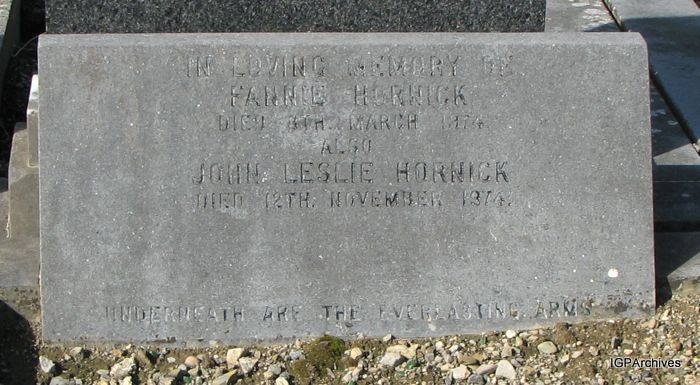 IN LOVING MEMORY OF
FANNIE HORNICK
DIED 8TH. MARCH 1974.
ALSO
JOHN LESLIE HORNICK
DIED 12TH. NOVEMBER 1974.
UNDERNEATH ARE THE EVERLASTING ARMS
IGPArchives